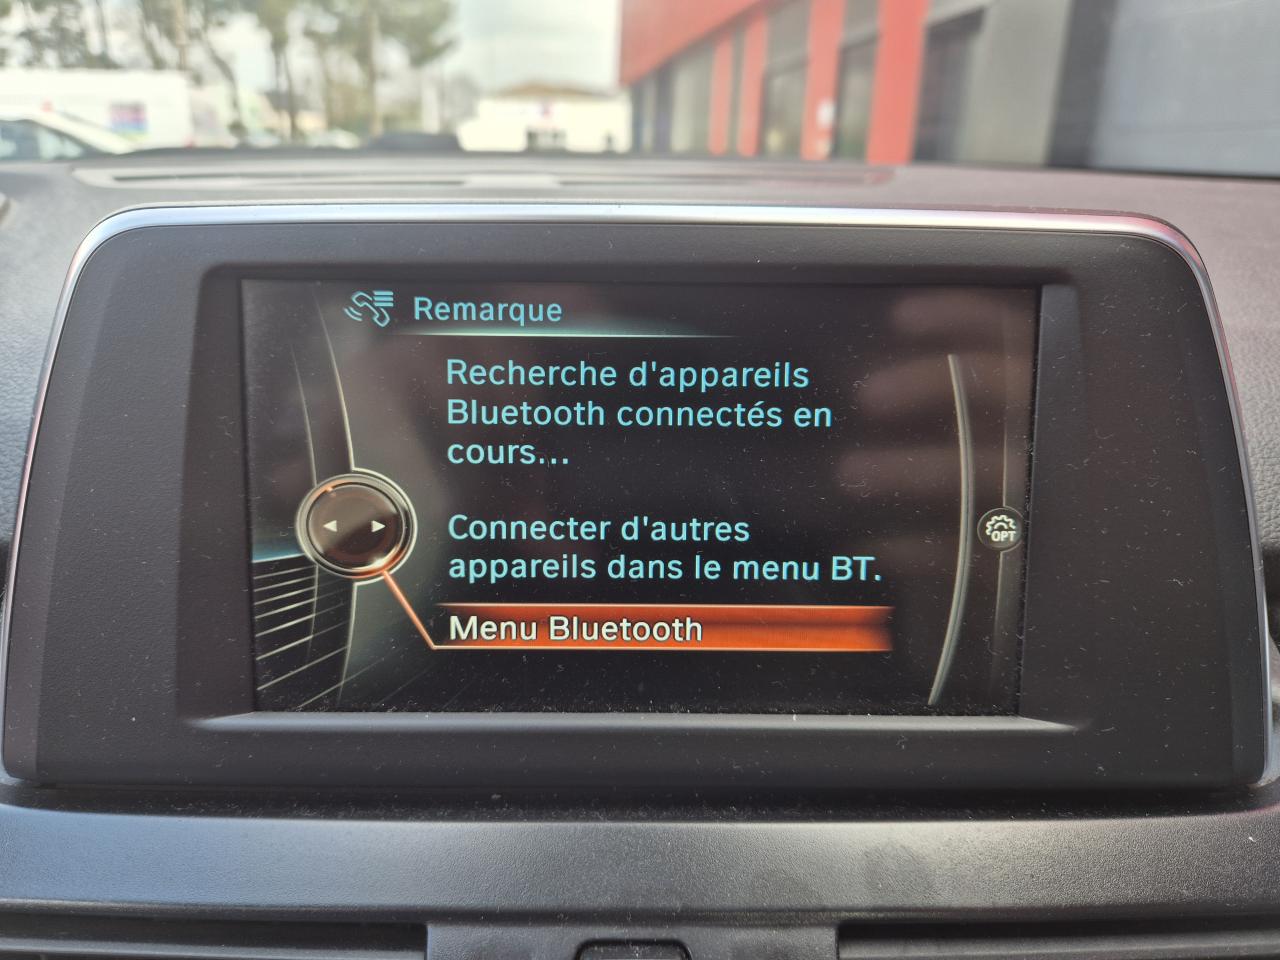 Remarque
Recherche d'appareils
Bluetooth connectés en
cours...
Connecter d'autres
appareils dans le menu BT.
Menu Bluetooth
OPT